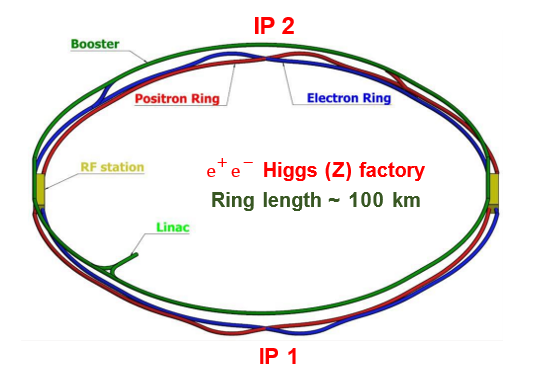 IP 2
Booster
Positron Ring
Electron Ring
RF station
e⁺e⁻ Higgs (Z) factory
Ring length ~ 100 km
Linac
IP 1